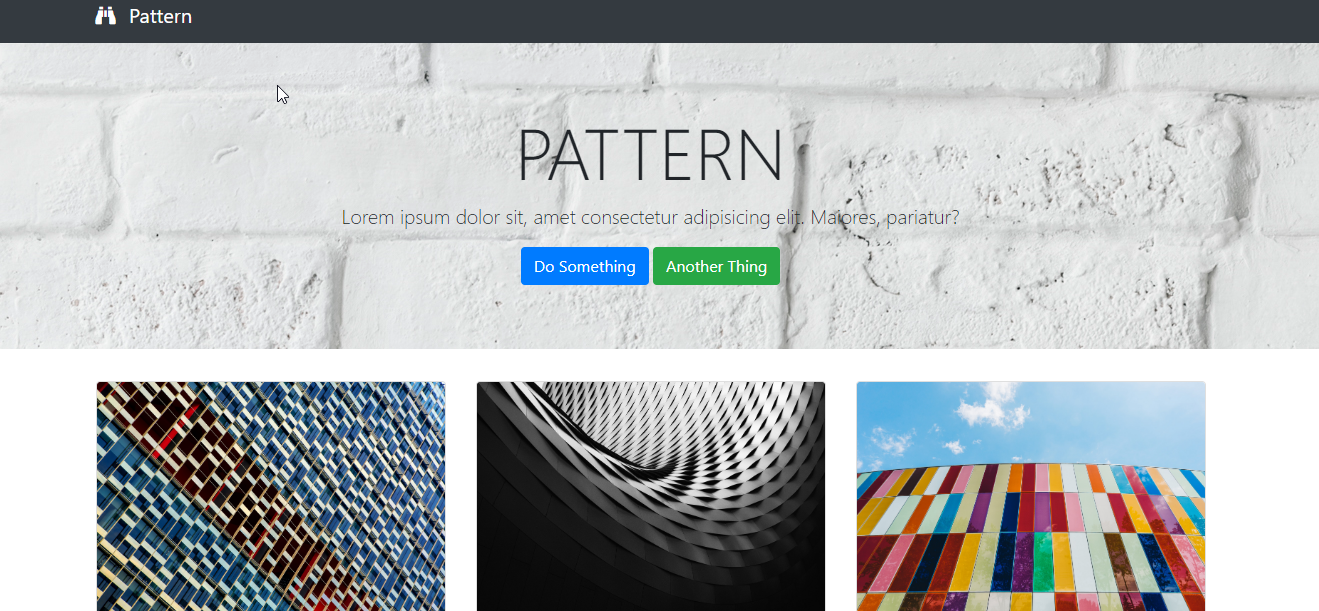 Pattern
PATTERN
Lorem ipsum dolor sit, amet consectetur adipisicing elit. Maiores, pariatur?
Do Something Another Thing